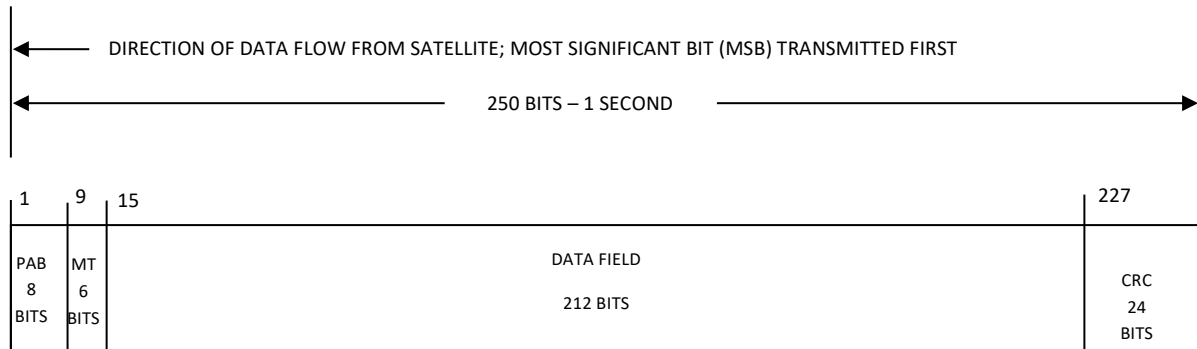 DIRECTION OF DATA FLOW FROM SATELLITE; MOST SIGNIFICANT BIT (MSB) TRANSMITTED FIRST
250 BITS – 1 SECOND
1
9
15
227
PAB
8
BITS
MT
6
BITS
DATA FIELD
212 BITS
CRC
24
BITS